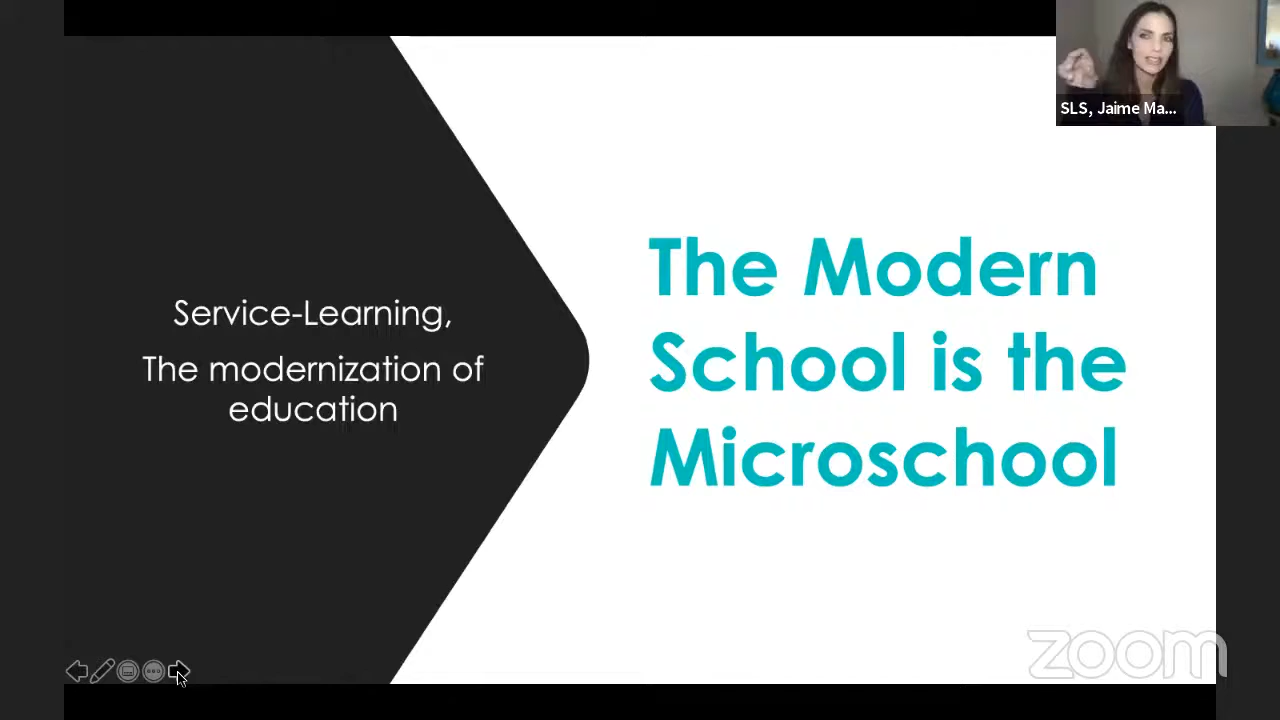 SLS, Jaime Ma...
Service-Learning,
The modernization of
education
The Modern
School is the
Microschool
zoom